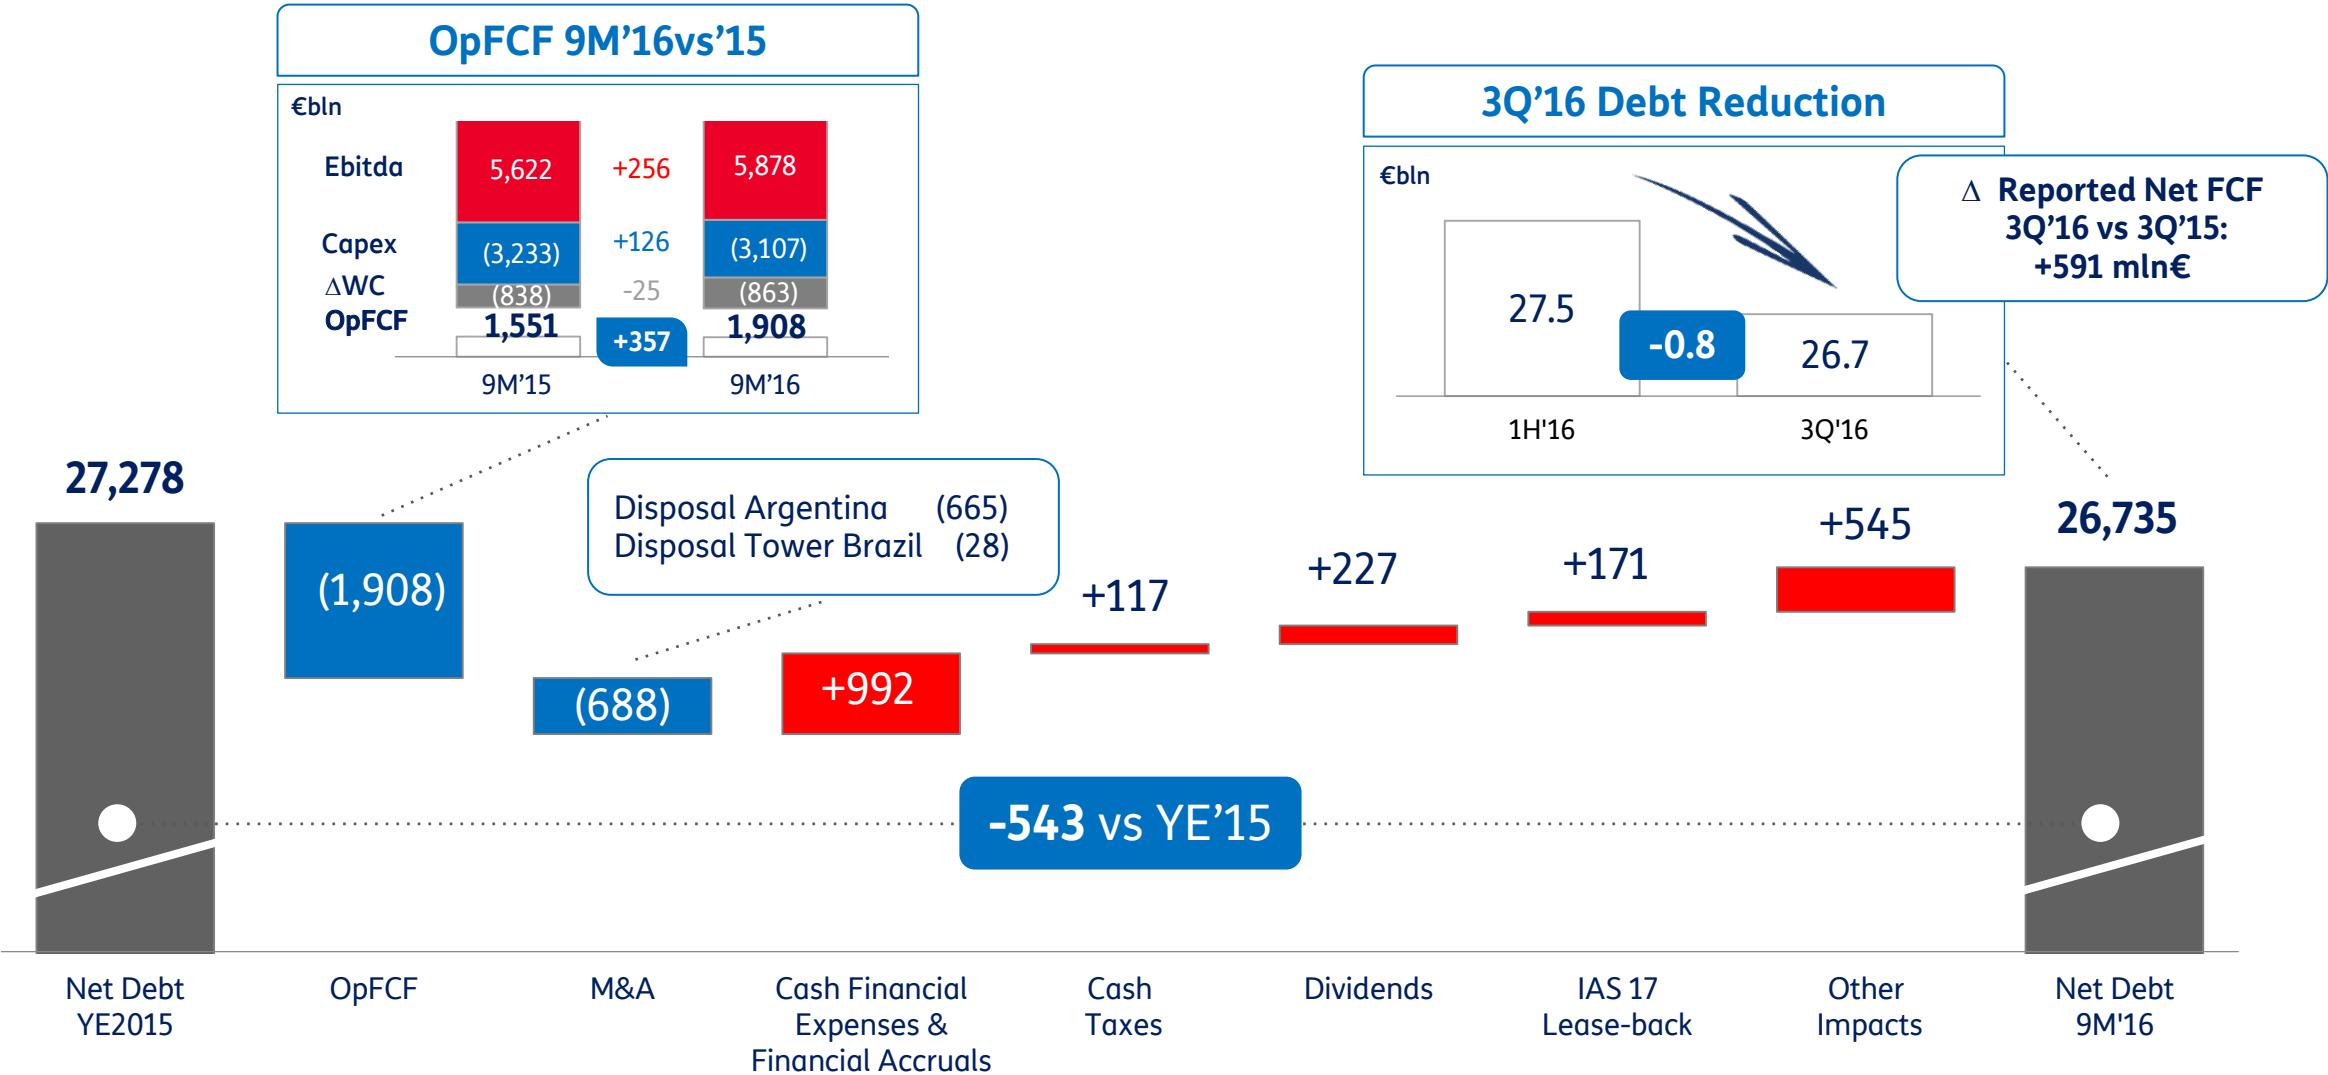 OpFCF 9M’16vs’15
€bln
Ebitda 5,622 +256 5,878
Capex (3,233) +126 (3,107)
ΔWC (838) -25 (863)
OpFCF 1,551 +357 1,908
9M’15 9M’16
3Q’16 Debt Reduction
€bln
27.5 -0.8 26.7
1H'16 3Q'16
Δ Reported Net FCF
3Q’16 vs 3Q’15:
+591 mln€
Disposal Argentina (665)
Disposal Tower Brazil (28)
27,278
(1,908)
(688)
+992
+117
+227
+171
+545
26,735
-543 vs YE’15
Net Debt
YE2015
OpFCF
M&A
Cash Financial
Expenses &
Financial Accruals
Cash
Taxes
Dividends
IAS 17
Lease-back
Other
Impacts
Net Debt
9M'16